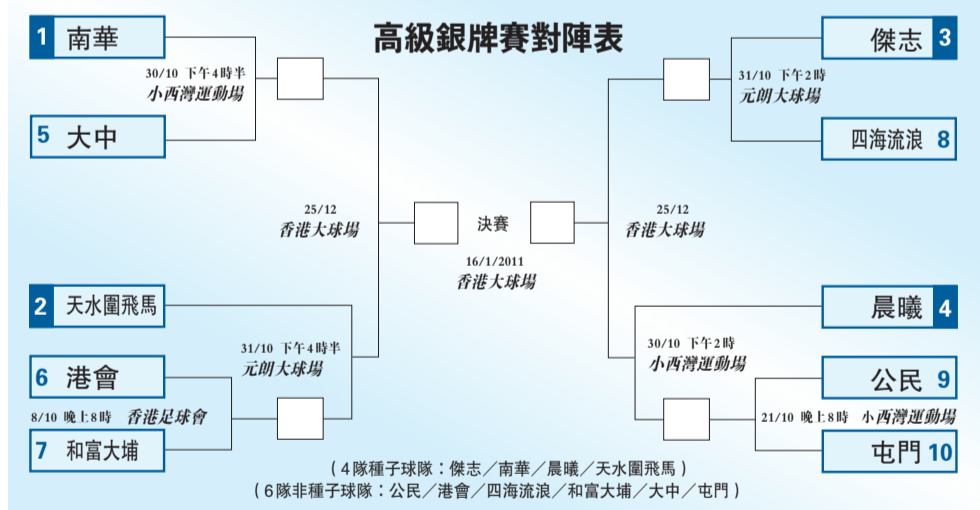 高級銀牌賽對陣表
1 南華
30/10 下午4時半
小西灣運動場
5 大中
傑志 3
31/10 下午2時
元朗大球場
四海流浪 8
25/12
香港大球場
決賽
16/1/2011
香港大球場
25/12
香港大球場
2 天水圍飛馬
31/10 下午4時半
元朗大球場
6 港會
8/10 晚上8時 香港足球會
7 和富大埔
晨曦 4
30/10 下午2時
小西灣運動場
公民 9
21/10 晚上8時 小西灣運動場
屯門 10
(4隊種子球隊：傑志／南華／晨曦／天水圍飛馬)
(6隊非種子球隊：公民／港會／四海流浪／和富大埔／大中／屯門)